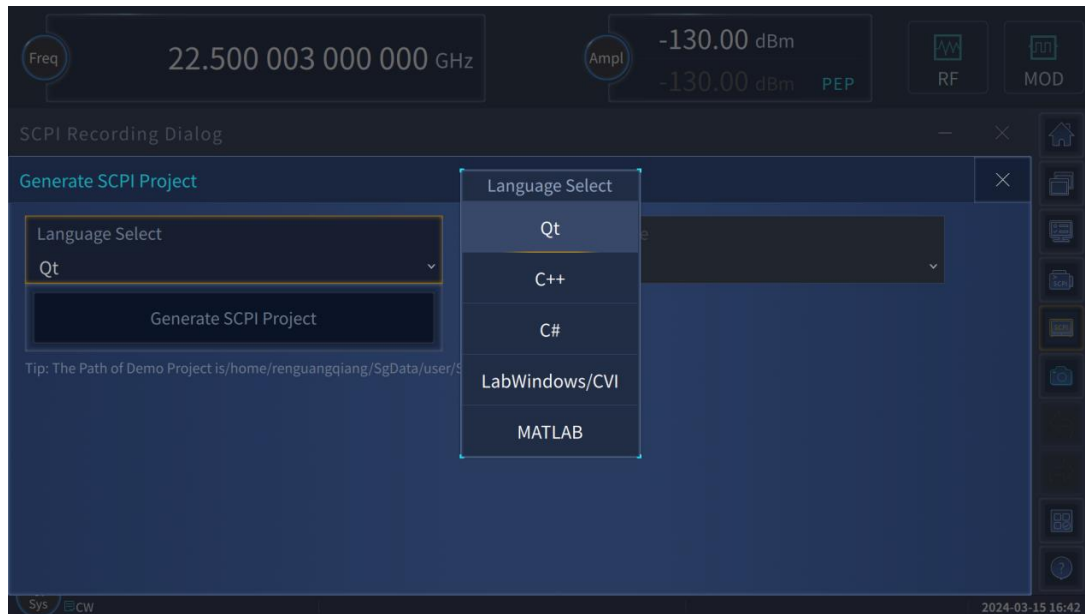 Freq
22.500 003 000 000 GHz
Ampl
-130.00 dBm
-130.00 dBm PEP
RF
MOD
SCPI Recording Dialog
Generate SCPI Project
Language Select
Qt
Generate SCPI Project
Tip: The Path of Demo Project is/home/renguangqiang/SgData/user/
Language Select
Qt
C++
C#
LabWindows/CVI
MATLAB
e
SCPI
SCPI
Sys
CW
2024-03-15 16:42